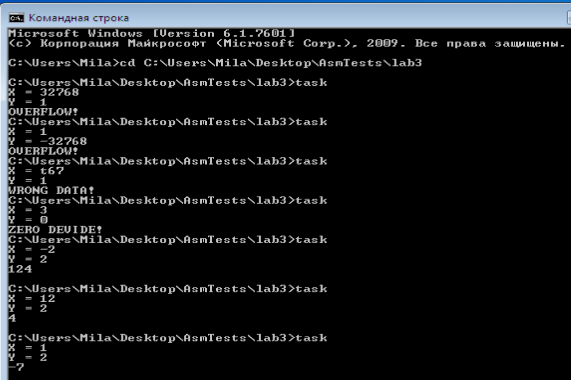 Командная строка
Microsoft Windows [Version 6.1.7601]
(c) Корпорация Майкрософт (Microsoft Corp.), 2009. Все права защищены.
C:\Users\Mila>cd C:\Users\Mila\Desktop\AsmTests\lab3
C:\Users\Mila\Desktop\AsmTests\lab3>task
X = 32768
Y = 1
OVERFLOW!
C:\Users\Mila\Desktop\AsmTests\lab3>task
X = 1
Y = -32768
OVERFLOW!
C:\Users\Mila\Desktop\AsmTests\lab3>task
X = t67
Y = 1
WRONG DATA!
C:\Users\Mila\Desktop\AsmTests\lab3>task
X = 3
Y = 0
ZERO DEVIDE!
C:\Users\Mila\Desktop\AsmTests\lab3>task
X = -2
Y = 2
124
C:\Users\Mila\Desktop\AsmTests\lab3>task
X = 12
Y = 2
4
C:\Users\Mila\Desktop\AsmTests\lab3>task
X = 1
Y = 2
-7